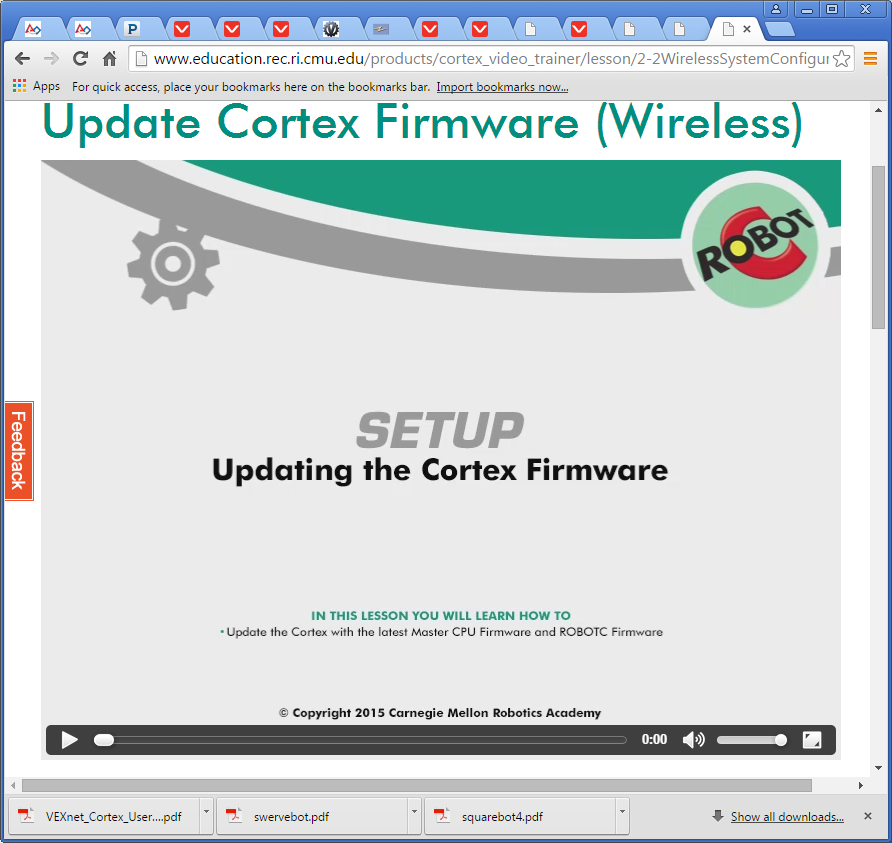 P
www.education.rec.ri.cmu.edu/products/cortex_video_trainer/lesson/2-2WirelessSystemConfigur
Apps For quick access, place your bookmarks here on the bookmarks bar. Import bookmarks now...
Update Cortex Firmware (Wireless)
ROBOT
C
Feedback
SETUP
Updating the Cortex Firmware
IN THIS LESSON YOU WILL LEARN HOW TO
• Update the Cortex with the latest Master CPU Firmware and ROBOTC Firmware
© Copyright 2015 Carnegie Mellon Robotics Academy
0:00
VEXnet_Cortex_User....pdf swervebot.pdf squarebot4.pdf Show all downloads...